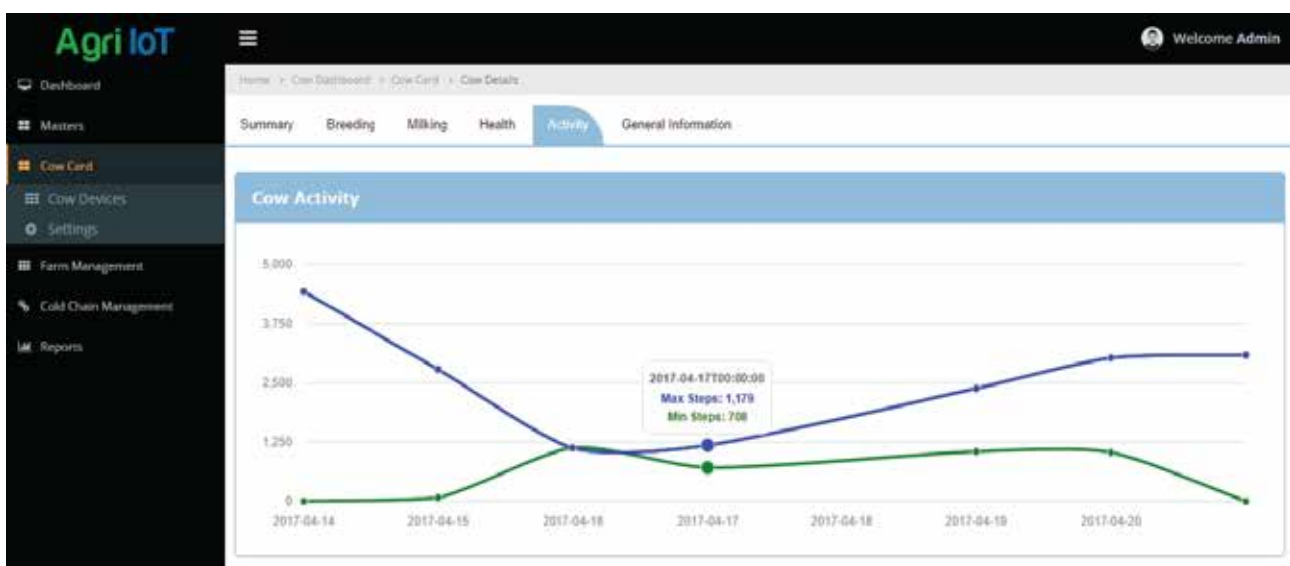 Agri IoT
Welcome Admin
Dashboard
Masters
Cow Card
Cow Devices
Settings
Farm Management
Cold Chain Management
Reports
Home > Cow Dashboard > Cow Card > Cow Details
Summary Breeding Milking Health Activity General Information
Cow Activity
5,000
3,750
2,500
1,250
0
2017-04-17T00:00:00
Max Steps: 1,179
Min Steps: 708
2017-04-14 2017-04-15 2017-04-16 2017-04-17 2017-04-18 2017-04-19 2017-04-20